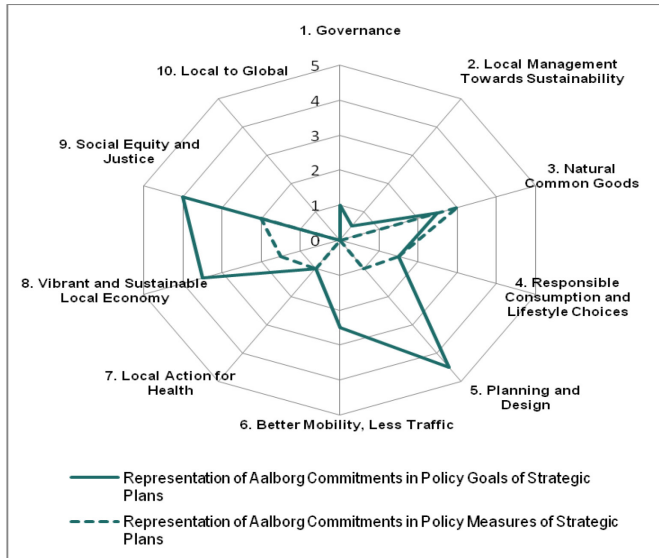 1. Governance
2. Local Management
Towards Sustainability
3. Natural
Common Goods
4. Responsible
Consumption and
Lifestyle Choices
5. Planning and
Design
6. Better Mobility, Less Traffic
7. Local Action for
Health
8. Vibrant and Sustainable
Local Economy
9. Social Equity and
Justice
10. Local to Global
5
4
3
2
1
0
Representation of Aalborg Commitments in Policy Goals of Strategic
Plans
Representation of Aalborg Commitments in Policy Measures of Strategic
Plans